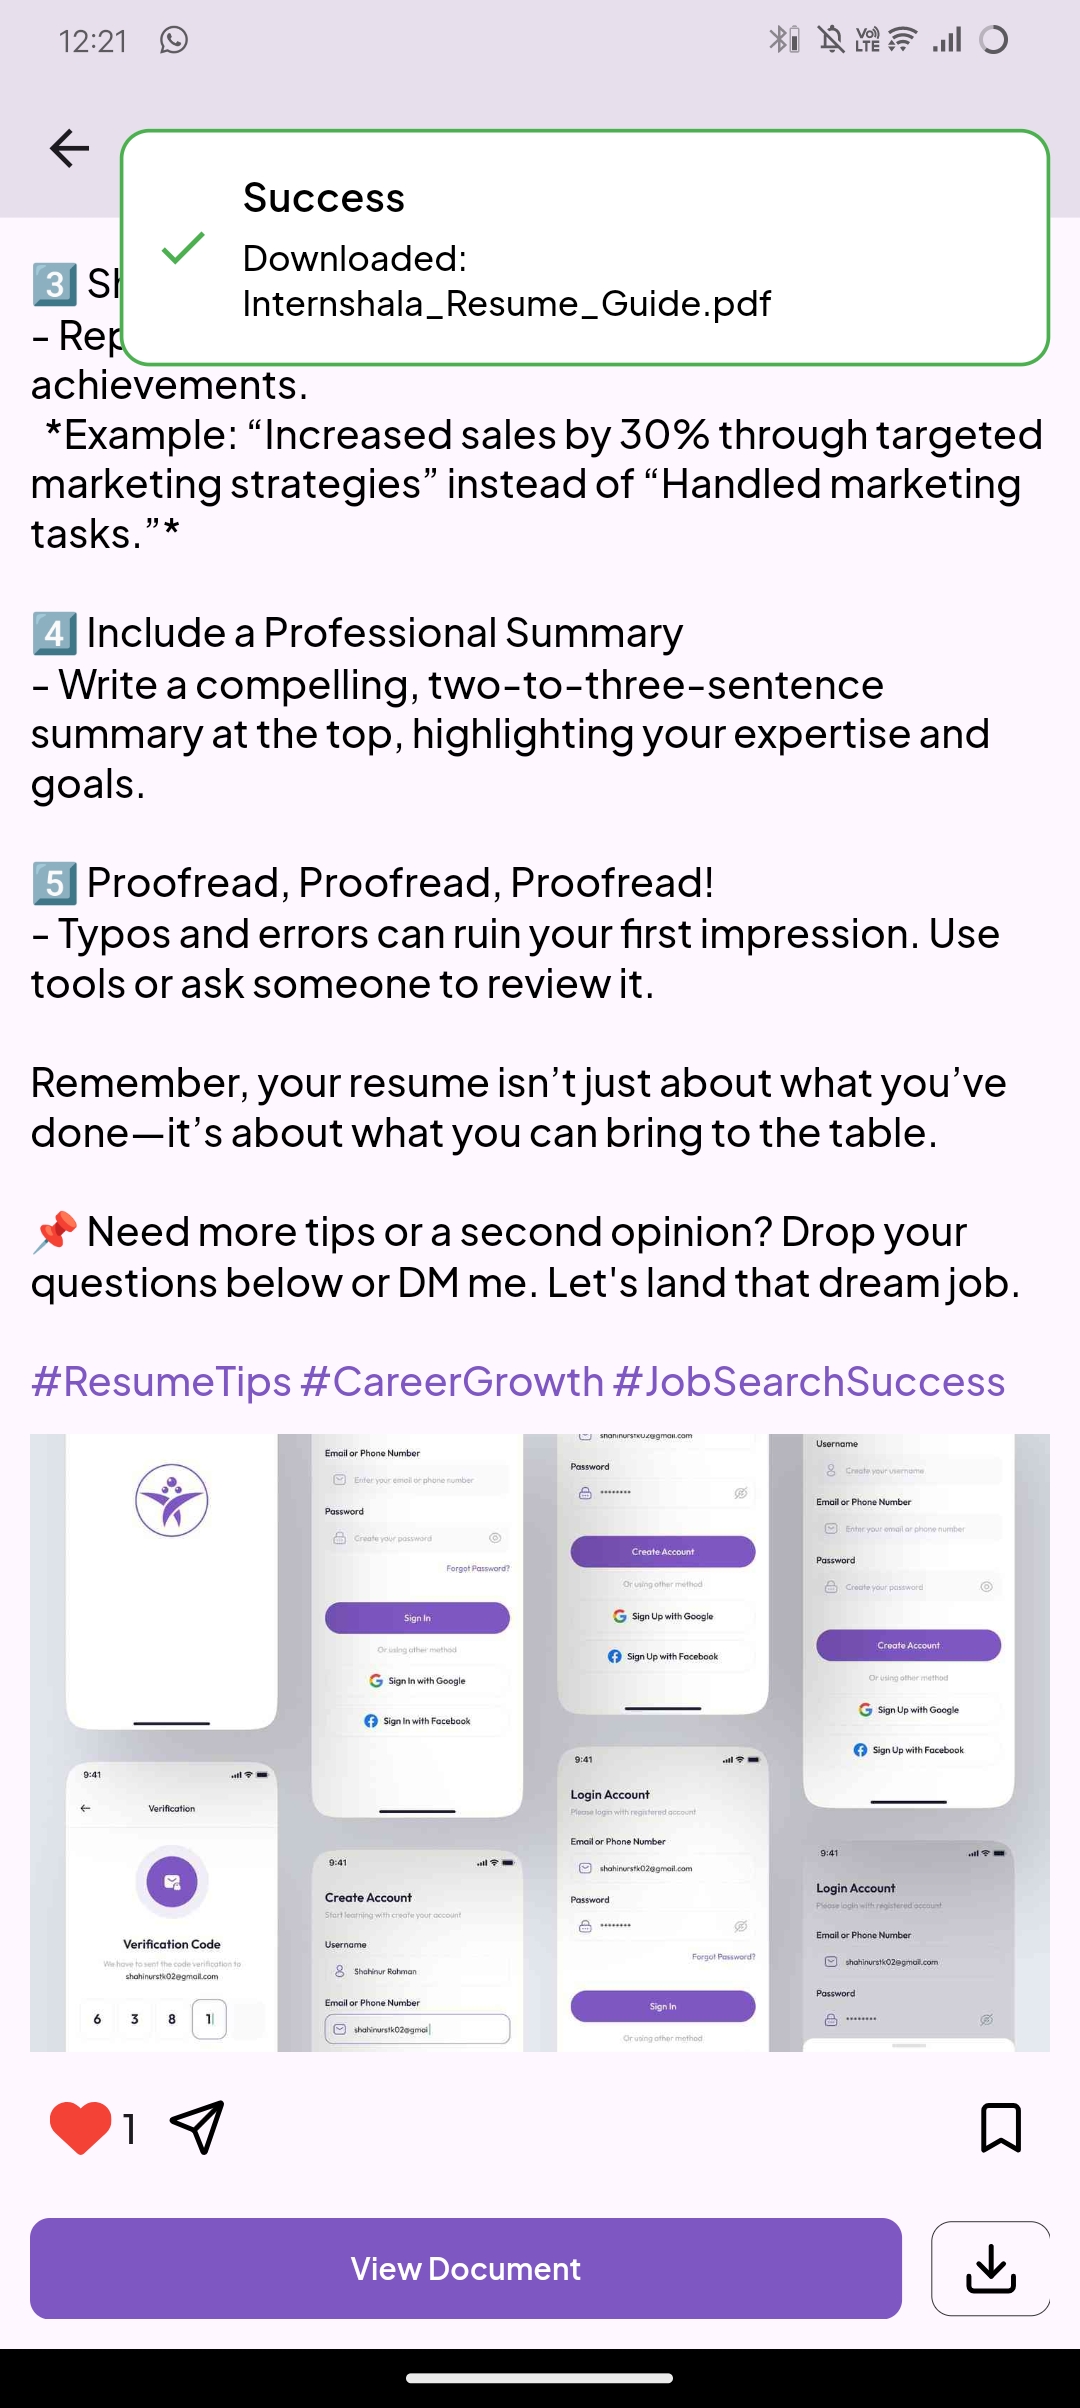 12:21
Vo)) LTE
Success
Downloaded:
Internshala_Resume_Guide.pdf
3 Sh
- Rep
achievements.
*Example: “Increased sales by 30% through targeted
marketing strategies” instead of “Handled marketing
tasks.”*
4 Include a Professional Summary
- Write a compelling, two-to-three-sentence
summary at the top, highlighting your expertise and
goals.
5 Proofread, Proofread, Proofread!
- Typos and errors can ruin your first impression. Use
tools or ask someone to review it.
Remember, your resume isn’t just about what you’ve
done—it’s about what you can bring to the table.
📌 Need more tips or a second opinion? Drop your
questions below or DM me. Let's land that dream job.
#ResumeTips #CareerGrowth #JobSearchSuccess
Email or Phone Number
Enter your email or phone number
Password
Create your password
Forgot Password?
Sign In
Or using other method
Sign In with Google
Sign In with Facebook
shahinurstk02@gmail.com
Password
••••••••
Create Account
Or using other method
Sign Up with Google
Sign Up with Facebook
Username
Create your username
Email or Phone Number
Enter your email or phone number
Password
Create your password
Create Account
Or using other method
Sign Up with Google
Sign Up with Facebook
9:41
Verification
Verification Code
We have to sent the code verification to
shahinurstk02@gmail.com
6 3 8 1
9:41
Create Account
Start learning with create your account
Username
Shahinur Rahman
Email or Phone Number
shahinurstk02@gmai
9:41
Login Account
Please login with registered account
Email or Phone Number
shahinurstk02@gmail.com
Password
••••••••
Forgot Password?
Sign In
Or using other method
9:41
Login Account
Please login with registered account
Email or Phone Number
shahinurstk02@gmail.com
Password
••••••••
1
View Document